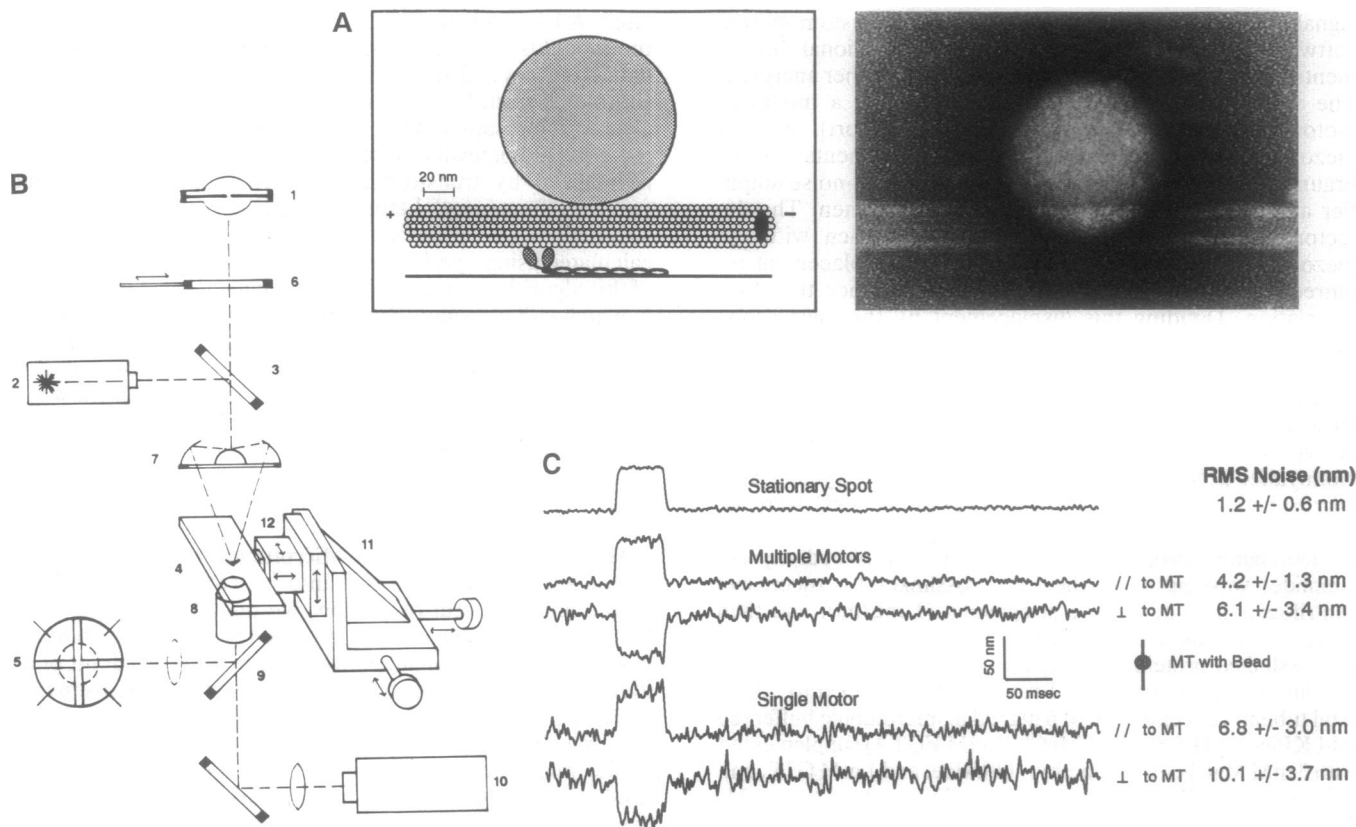 A
20 nm
+
−
B
1
6
2
3
7
12
11
4
8
5
9
10
C
RMS Noise (nm)
Stationary Spot
1.2 +/- 0.6 nm
Multiple Motors
// to MT 4.2 +/- 1.3 nm
⊥ to MT 6.1 +/- 3.4 nm
50 nm
50 msec
MT with Bead
Single Motor
// to MT 6.8 +/- 3.0 nm
⊥ to MT 10.1 +/- 3.7 nm